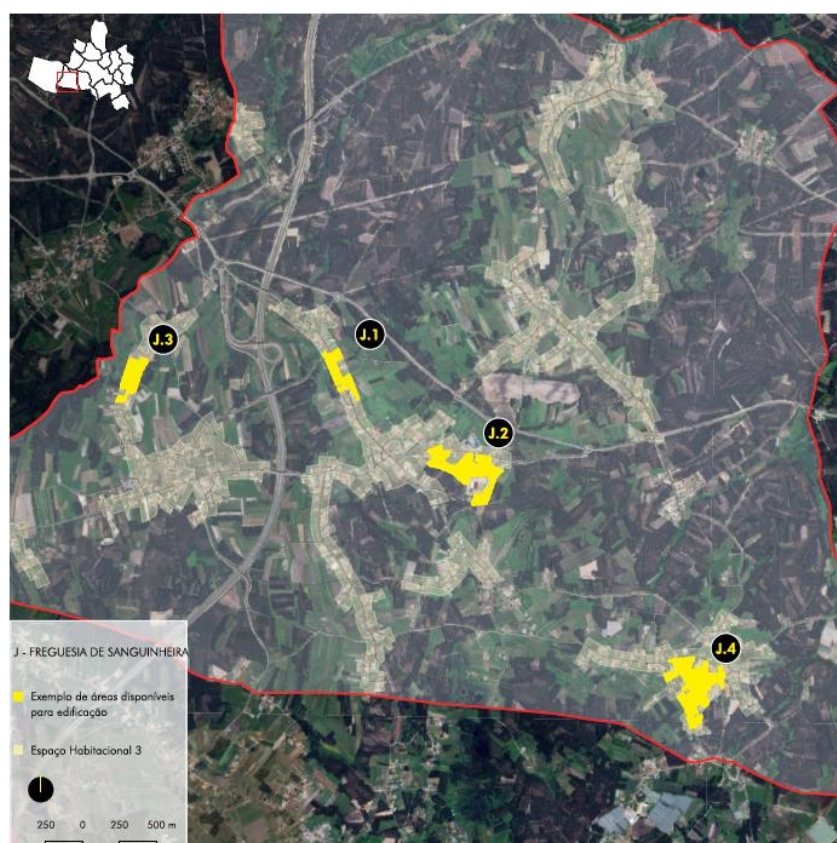 J.3
J.1
J.2
J.4
J - FREGUESIA DE SANGUINHEIRA
Exemplo de áreas disponíveis
para edificação
Espaço Habitacional 3
250 0 250 500 m